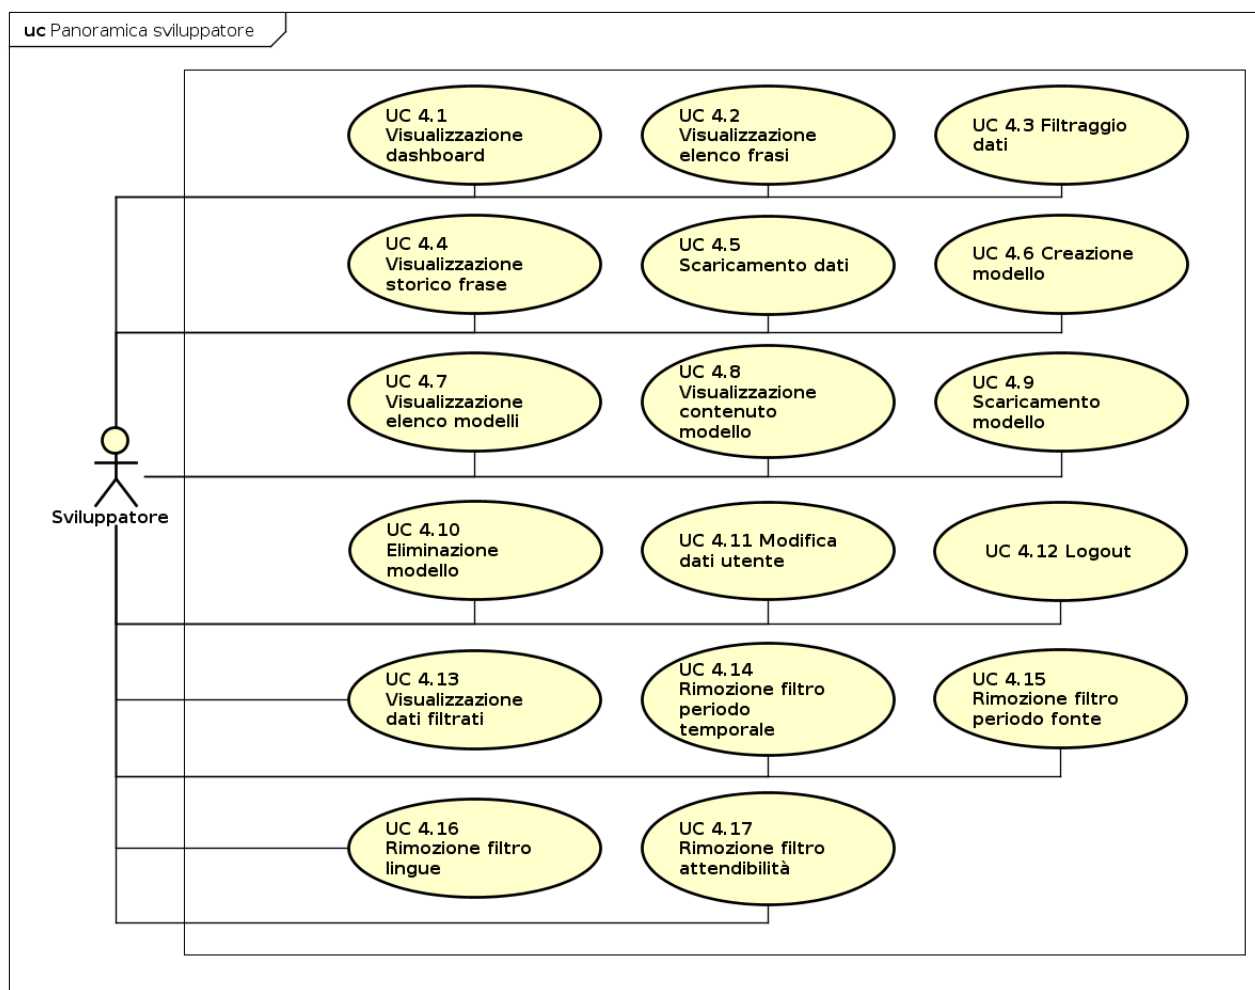 uc Panoramica sviluppatore
UC 4.1
Visualizzazione
dashboard
UC 4.2
Visualizzazione
elenco frasi
UC 4.3 Filtraggio
dati
UC 4.4
Visualizzazione
storico frase
UC 4.5
Scaricamento dati
UC 4.6 Creazione
modello
UC 4.7
Visualizzazione
elenco modelli
UC 4.8
Visualizzazione
contenuto
modello
UC 4.9
Scaricamento
modello
Sviluppatore
UC 4.10
Eliminazione
modello
UC 4.11 Modifica
dati utente
UC 4.12 Logout
UC 4.13
Visualizzazione
dati filtrati
UC 4.14
Rimozione filtro
periodo
temporale
UC 4.15
Rimozione filtro
periodo fonte
UC 4.16
Rimozione filtro
lingue
UC 4.17
Rimozione filtro
attendibilità